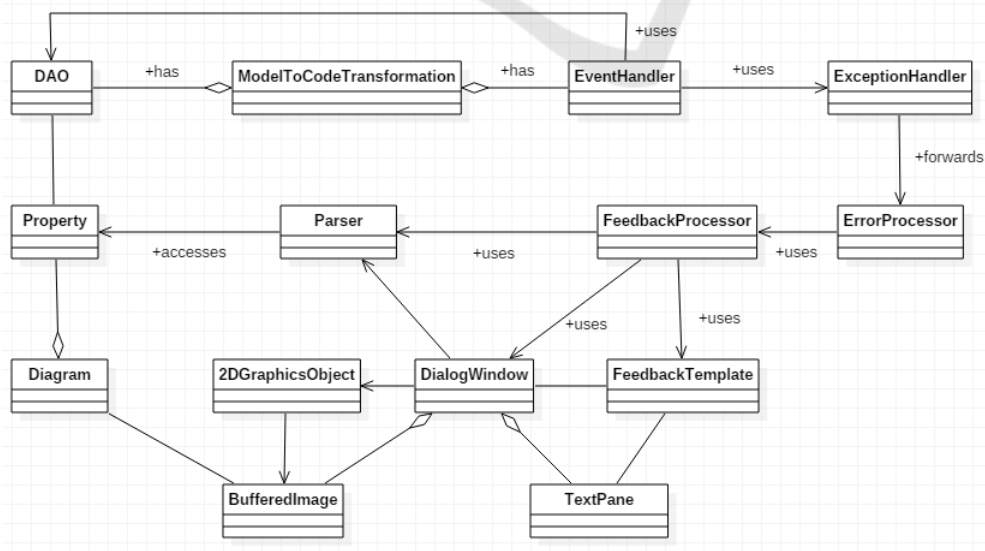 +uses
DAO
+has
ModelToCodeTransformation
+has
EventHandler
+uses
ExceptionHandler
+forwards
Property
Parser
FeedbackProcessor
ErrorProcessor
+accesses
+uses
+uses
+uses
+uses
Diagram
2DGraphicsObject
DialogWindow
FeedbackTemplate
BufferedImage
TextPane